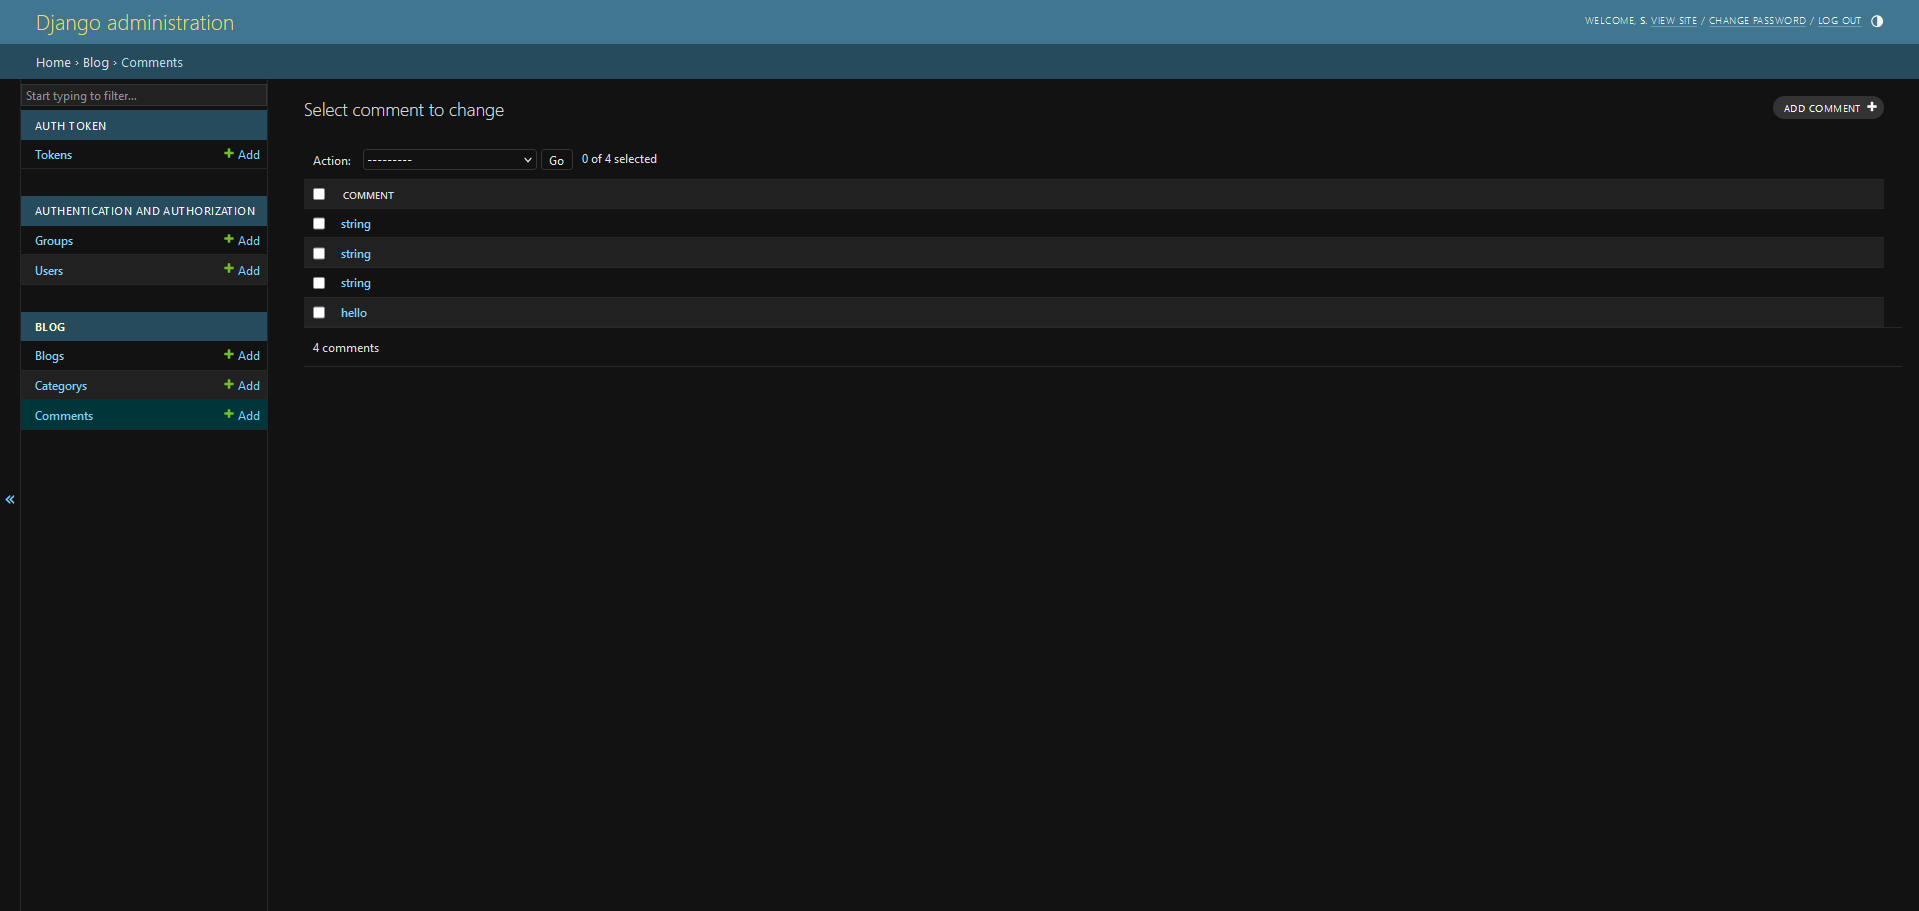 Django administration
WELCOME, S. VIEW SITE / CHANGE PASSWORD / LOG OUT
Home › Blog › Comments
Start typing to filter...
AUTH TOKEN
Tokens + Add
AUTHENTICATION AND AUTHORIZATION
Groups + Add
Users + Add
BLOG
Blogs + Add
Categorys + Add
Comments + Add
«
Select comment to change
ADD COMMENT +
Action: --------- Go 0 of 4 selected
COMMENT
string
string
string
hello
4 comments